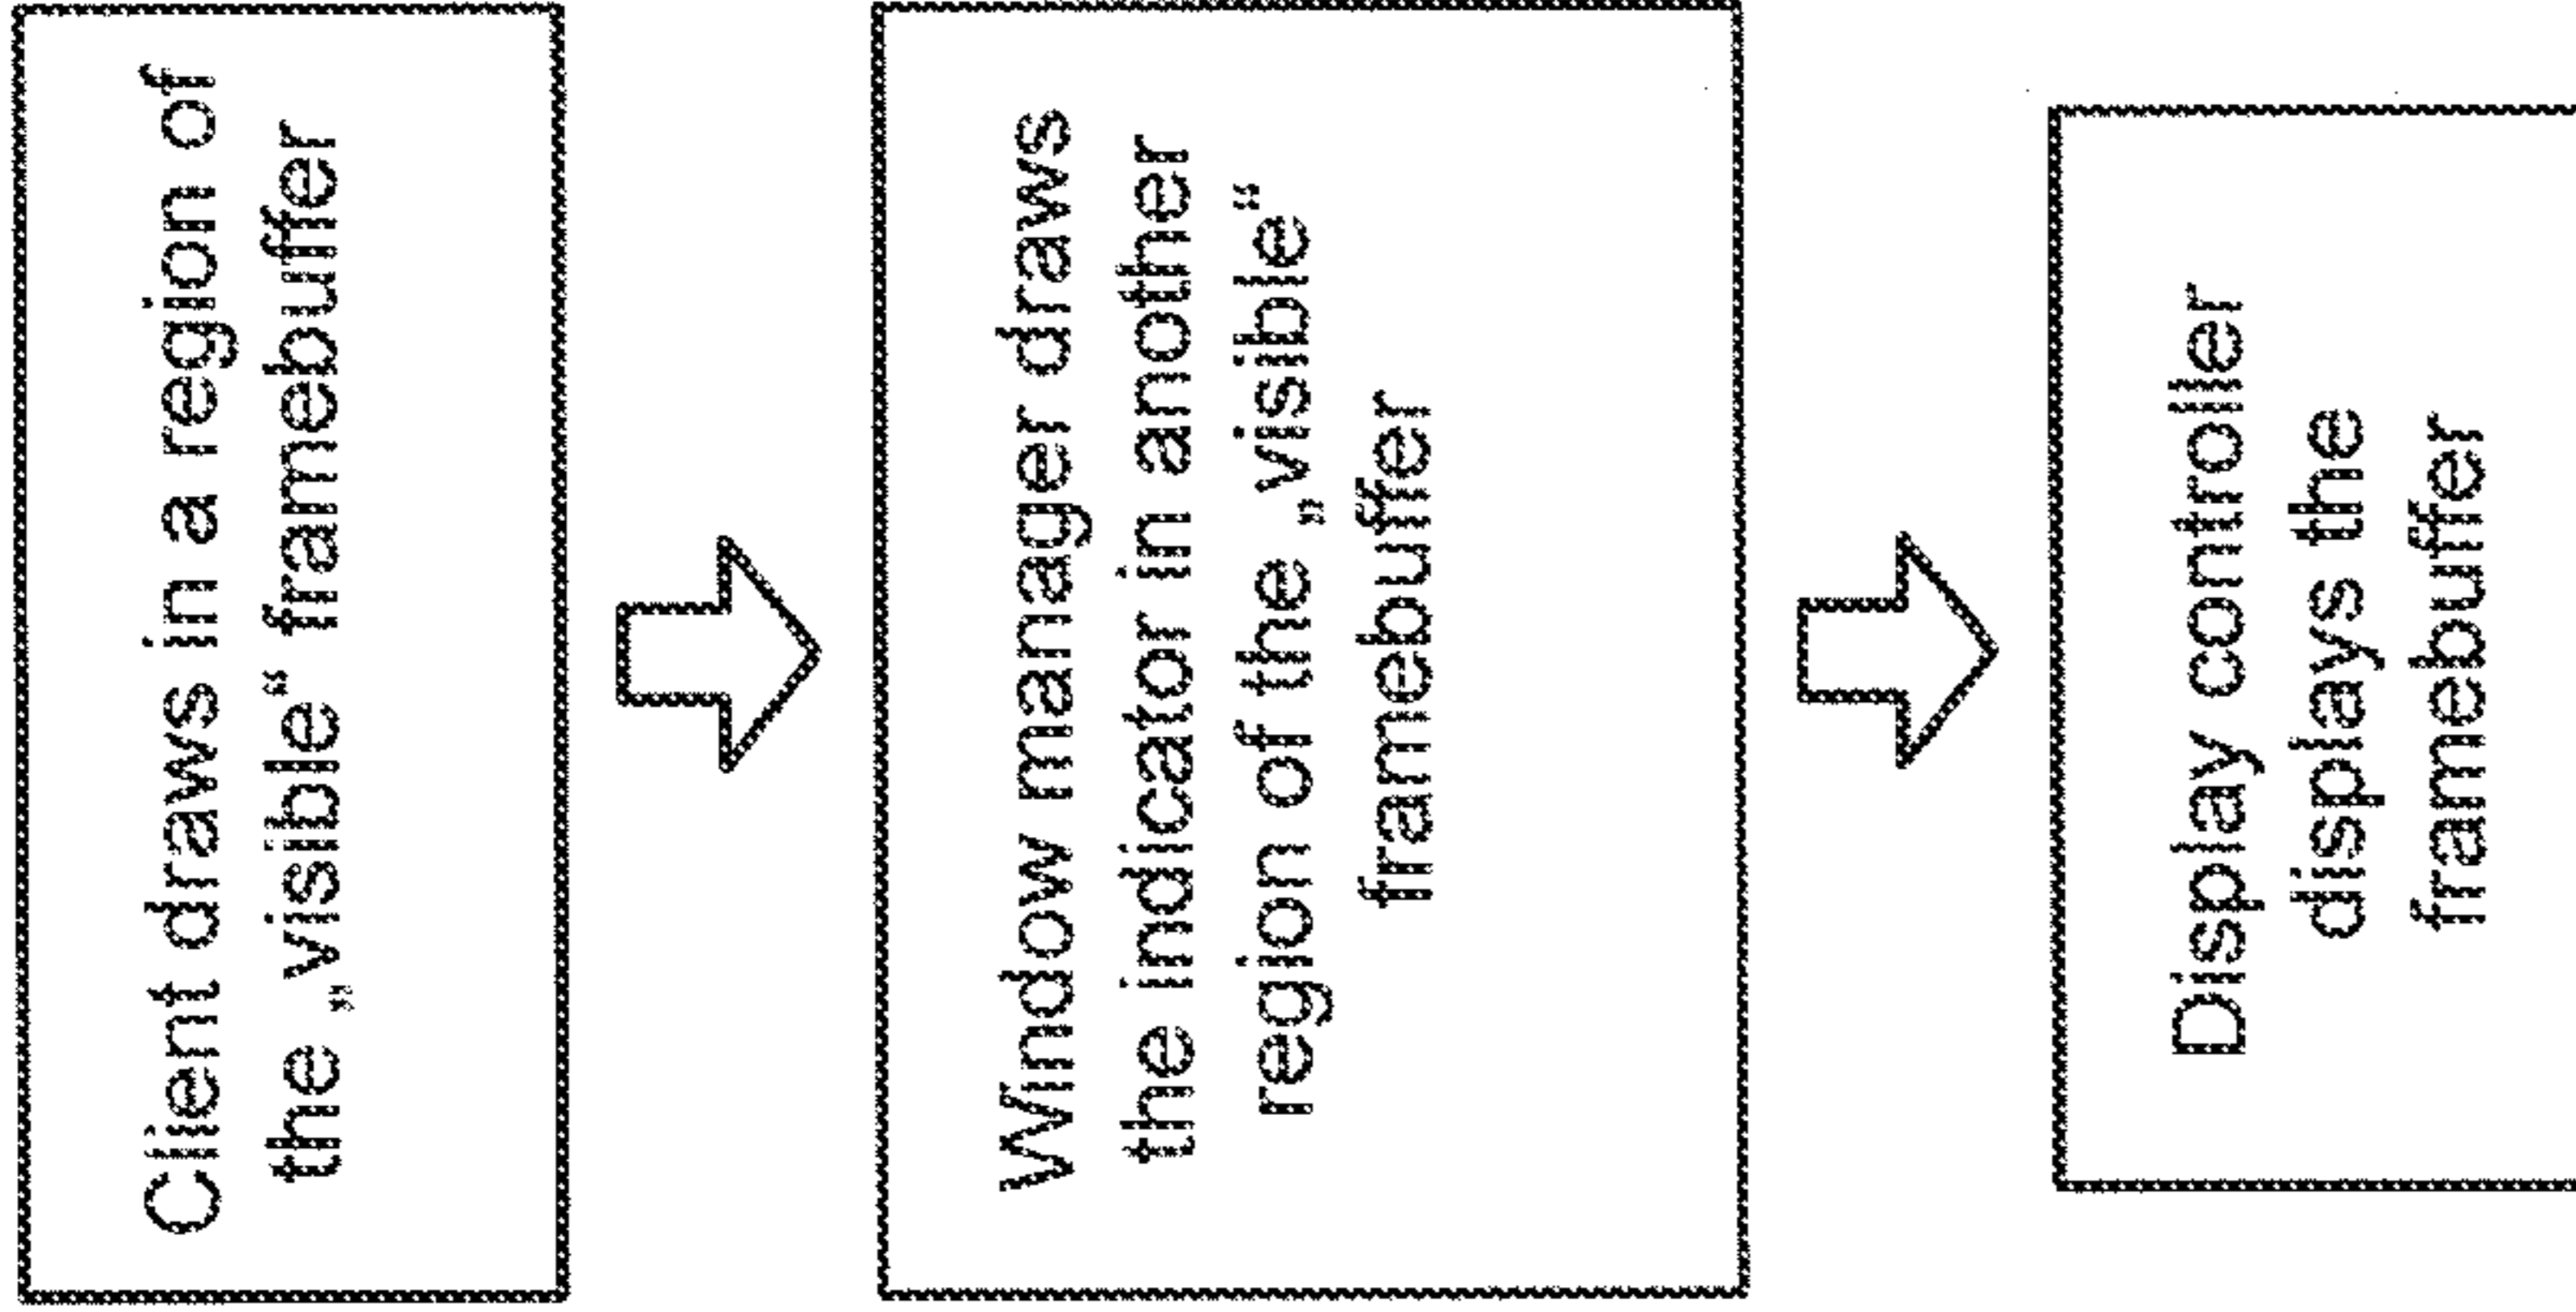 Client draws in a region of
the „visible“ framebuffer
Window manager draws
the indicator in another
region of the „visible“
framebuffer
Display controller
displays the
framebuffer